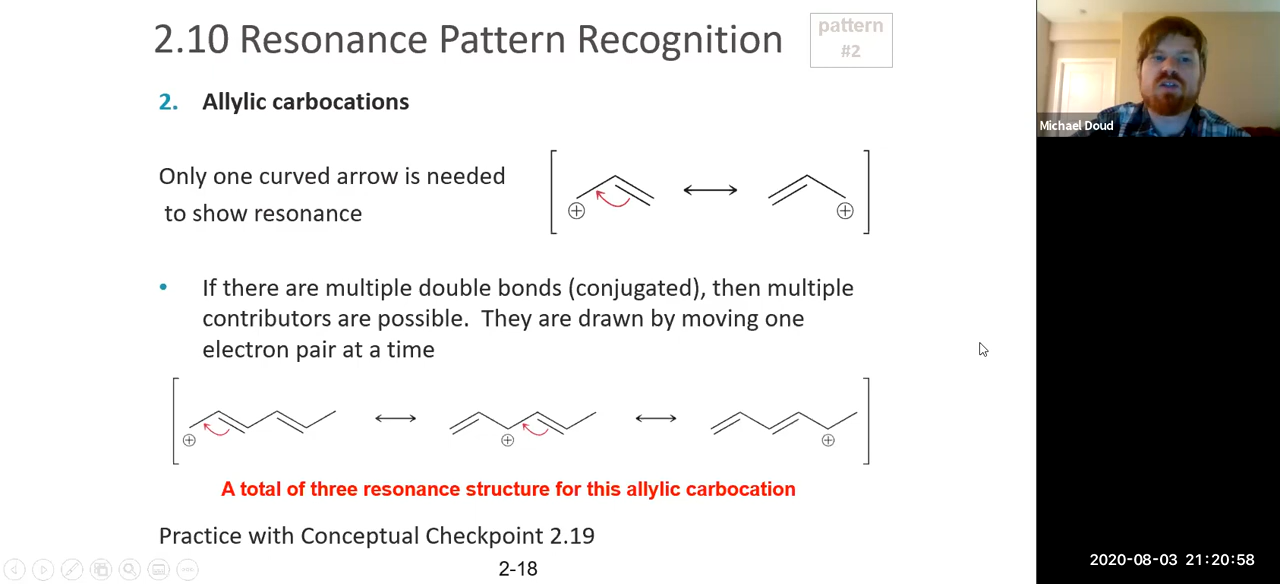 2.10 Resonance Pattern Recognition
pattern
#2
Michael Doud
2. Allylic carbocations
Only one curved arrow is needed
to show resonance
• If there are multiple double bonds (conjugated), then multiple
contributors are possible. They are drawn by moving one
electron pair at a time
A total of three resonance structure for this allylic carbocation
Practice with Conceptual Checkpoint 2.19
2-18
2020-08-03 21:20:58